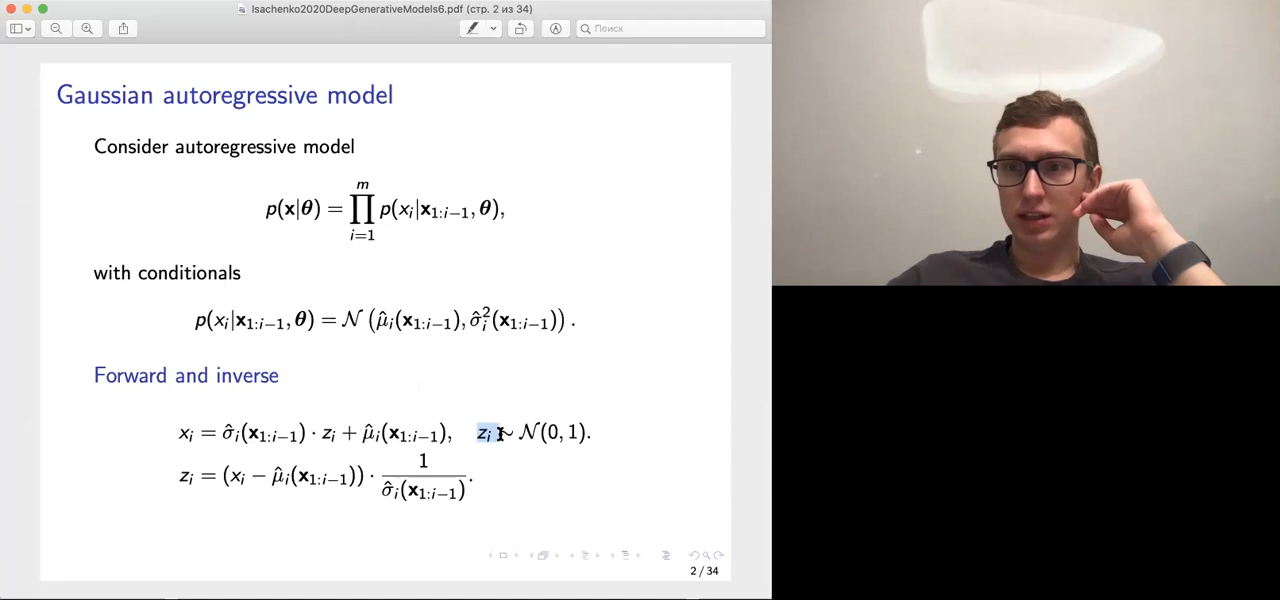 Isachenko2020DeepGenerativeModels6.pdf (стр. 2 из 34)
Поиск
Gaussian autoregressive model
Consider autoregressive model
p(x|θ) = ∏_{i=1}^{m} p(x_i|x_{1:i−1}, θ),
with conditionals
p(x_i|x_{1:i−1}, θ) = 𝒩 (μ̂_i(x_{1:i−1}), σ̂_i^2(x_{1:i−1})) .
Forward and inverse
x_i = σ̂_i(x_{1:i−1}) · z_i + μ̂_i(x_{1:i−1}), z_i ∼ 𝒩(0, 1).
z_i = (x_i − μ̂_i(x_{1:i−1})) · 1 / σ̂_i(x_{1:i−1}) .
2 / 34